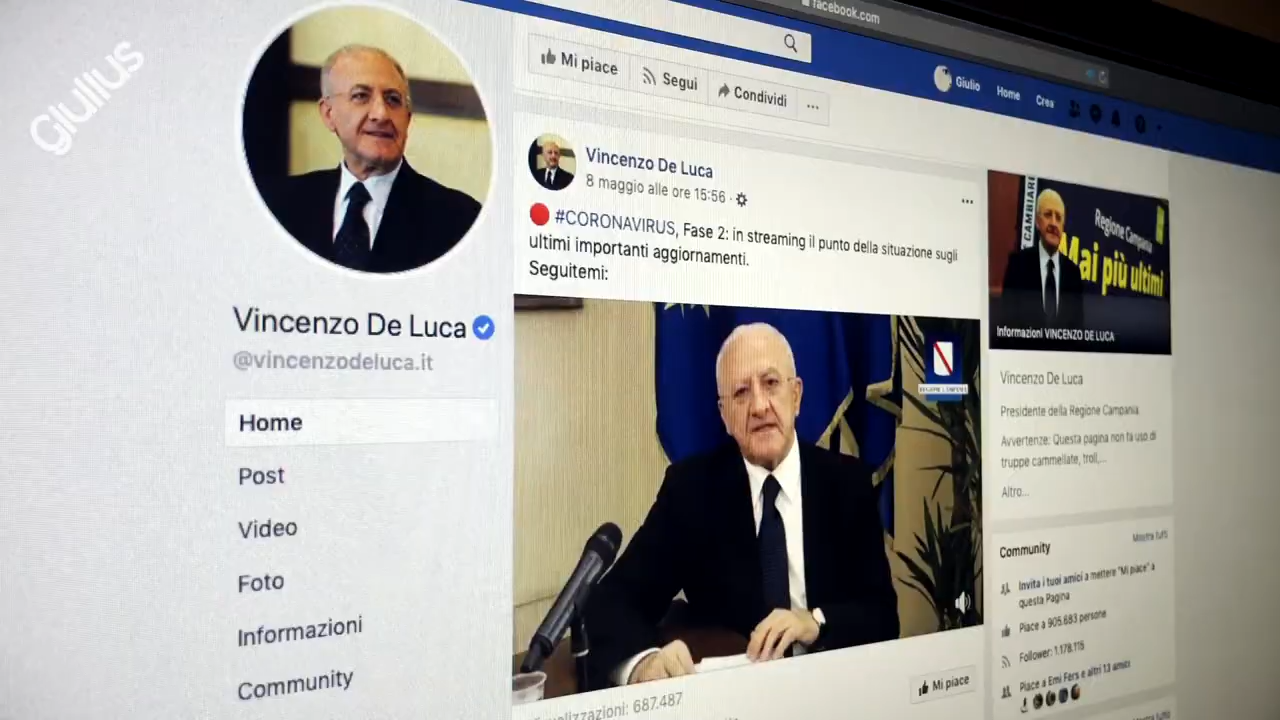 Giulius
facebook.com
Mi piace
Segui
Condividi
...
Giulio
Home
Crea
Vincenzo De Luca
@vincenzodeluca.it
Home
Post
Video
Foto
Informazioni
Community
Vincenzo De Luca
8 maggio alle ore 15:56 ·
#CORONAVIRUS, Fase 2: in streaming il punto della situazione sugli
ultimi importanti aggiornamenti.
Seguitemi:
REGIONE CAMPANIA
Visualizzazioni: 687.487
Mi piace
CAMBIARE
Regione Campania
Mai più ultimi
Informazioni VINCENZO DE LUCA
Vincenzo De Luca
Presidente della Regione Campania.
Avvertenze: Questa pagina non fa uso di
truppe cammellate, troll,...
Altro...
Community
Mostra tutti
Invita i tuoi amici a mettere "Mi piace" a
questa Pagina
Piace a 905.683 persone
Follower: 1.178.115
Piace a Emi Fers e altri 13 amici